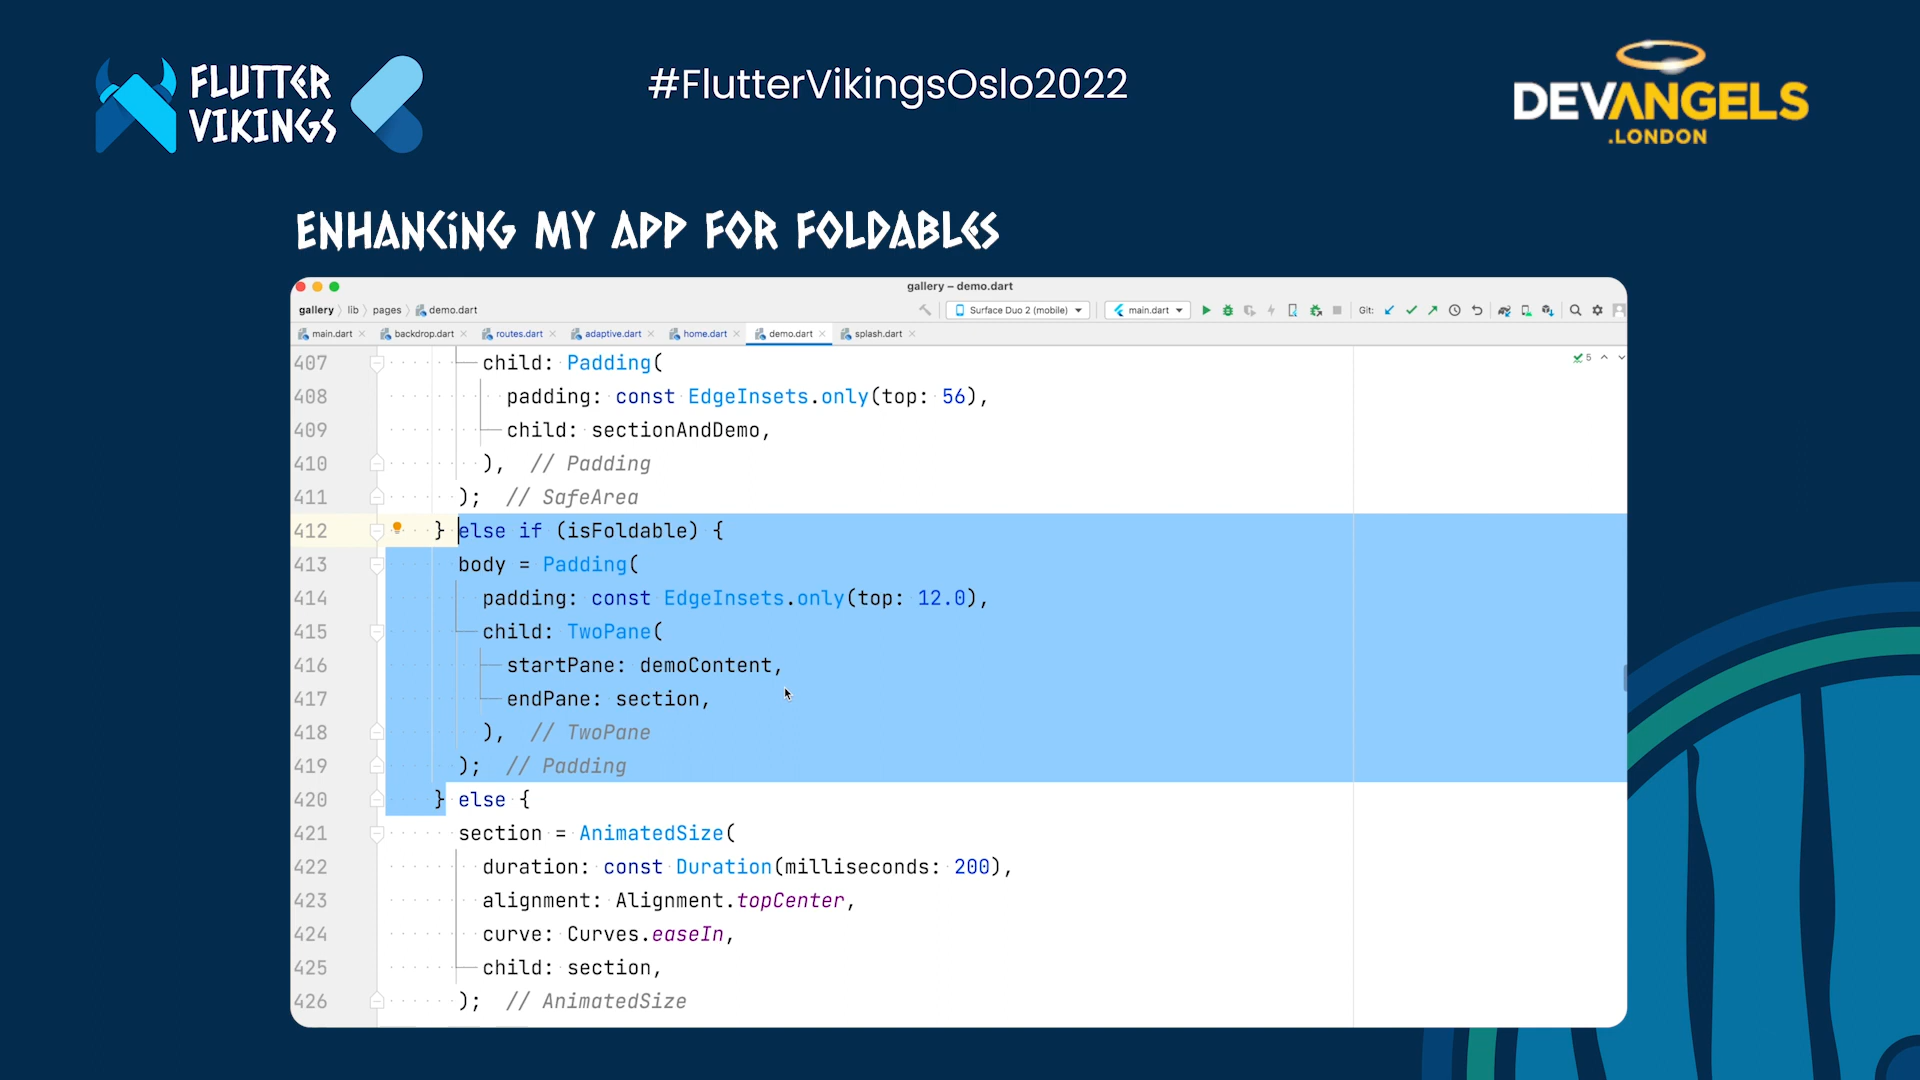 FLUTTER
VIKINGS
#FlutterVikingsOslo2022
DEVANGELS
.LONDON
ENHANCING MY APP FOR FOLDABLES
gallery – demo.dart
gallery lib pages demo.dart
Surface Duo 2 (mobile) main.dart Git:
main.dart backdrop.dart routes.dart adaptive.dart home.dart demo.dart splash.dart
5
407 child: Padding(
408 padding: const EdgeInsets.only(top: 56),
409 child: sectionAndDemo,
410 ), // Padding
411 ); // SafeArea
412 } else if (isFoldable) {
413 body = Padding(
414 padding: const EdgeInsets.only(top: 12.0),
415 child: TwoPane(
416 startPane: demoContent,
417 endPane: section,
418 ), // TwoPane
419 ); // Padding
420 } else {
421 section = AnimatedSize(
422 duration: const Duration(milliseconds: 200),
423 alignment: Alignment.topCenter,
424 curve: Curves.easeIn,
425 child: section,
426 ); // AnimatedSize